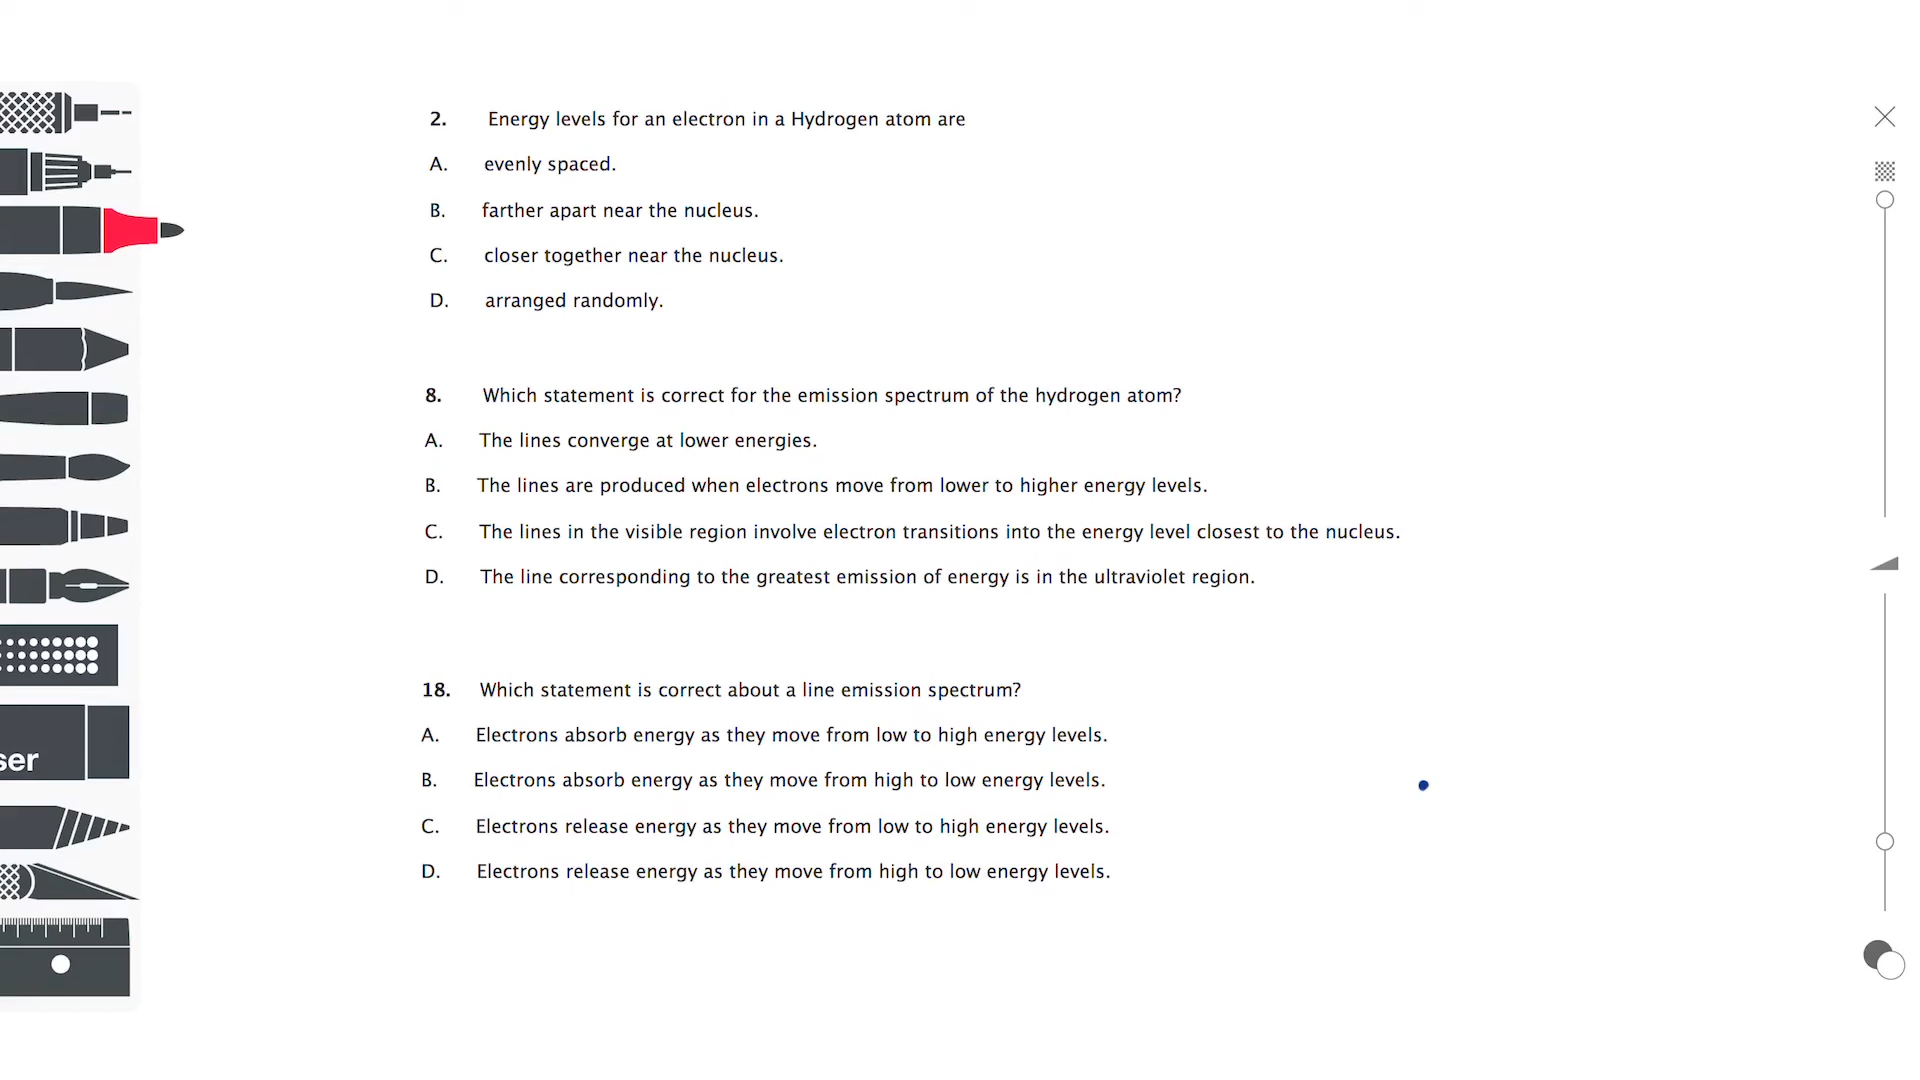 2. Energy levels for an electron in a Hydrogen atom are
A. evenly spaced.
B. farther apart near the nucleus.
C. closer together near the nucleus.
D. arranged randomly.
8. Which statement is correct for the emission spectrum of the hydrogen atom?
A. The lines converge at lower energies.
B. The lines are produced when electrons move from lower to higher energy levels.
C. The lines in the visible region involve electron transitions into the energy level closest to the nucleus.
D. The line corresponding to the greatest emission of energy is in the ultraviolet region.
18. Which statement is correct about a line emission spectrum?
A. Electrons absorb energy as they move from low to high energy levels.
B. Electrons absorb energy as they move from high to low energy levels.
C. Electrons release energy as they move from low to high energy levels.
D. Electrons release energy as they move from high to low energy levels.
ser